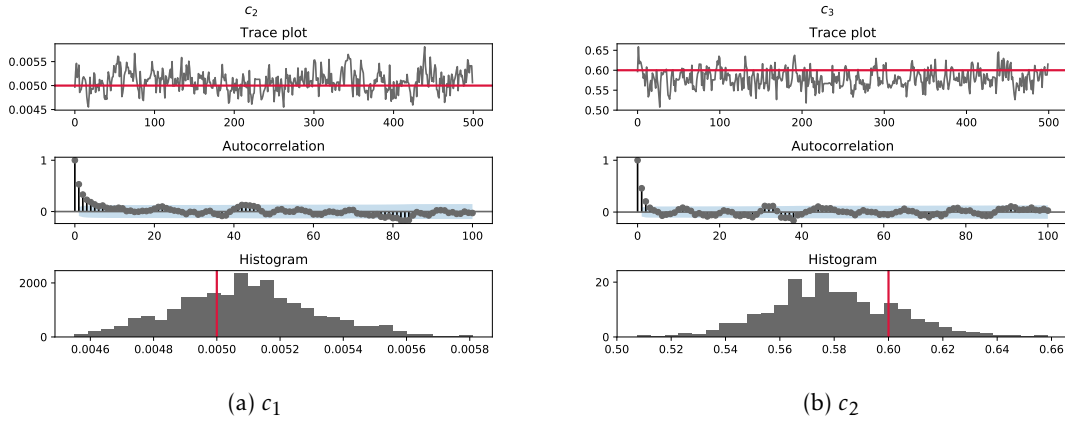 c₂
Trace plot
0.0055
0.0050
0.0045
0 100 200 300 400 500
Autocorrelation
1
0
0 20 40 60 80 100
Histogram
2000
0
0.0046 0.0048 0.0050 0.0052 0.0054 0.0056 0.0058
(a) c₁
c₃
Trace plot
0.65
0.60
0.55
0.50
0 100 200 300 400 500
Autocorrelation
1
0
0 20 40 60 80 100
Histogram
20
0
0.50 0.52 0.54 0.56 0.58 0.60 0.62 0.64 0.66
(b) c₂